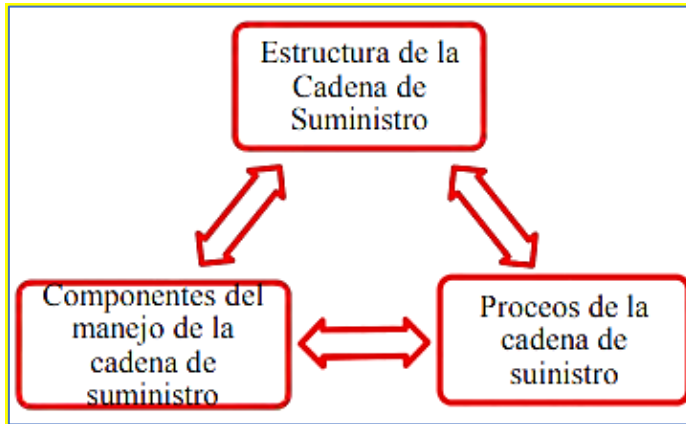 Estructura de la
Cadena de
Suministro
Componentes del
manejo de la
cadena de
suministro
Proceos de la
cadena de
suinistro